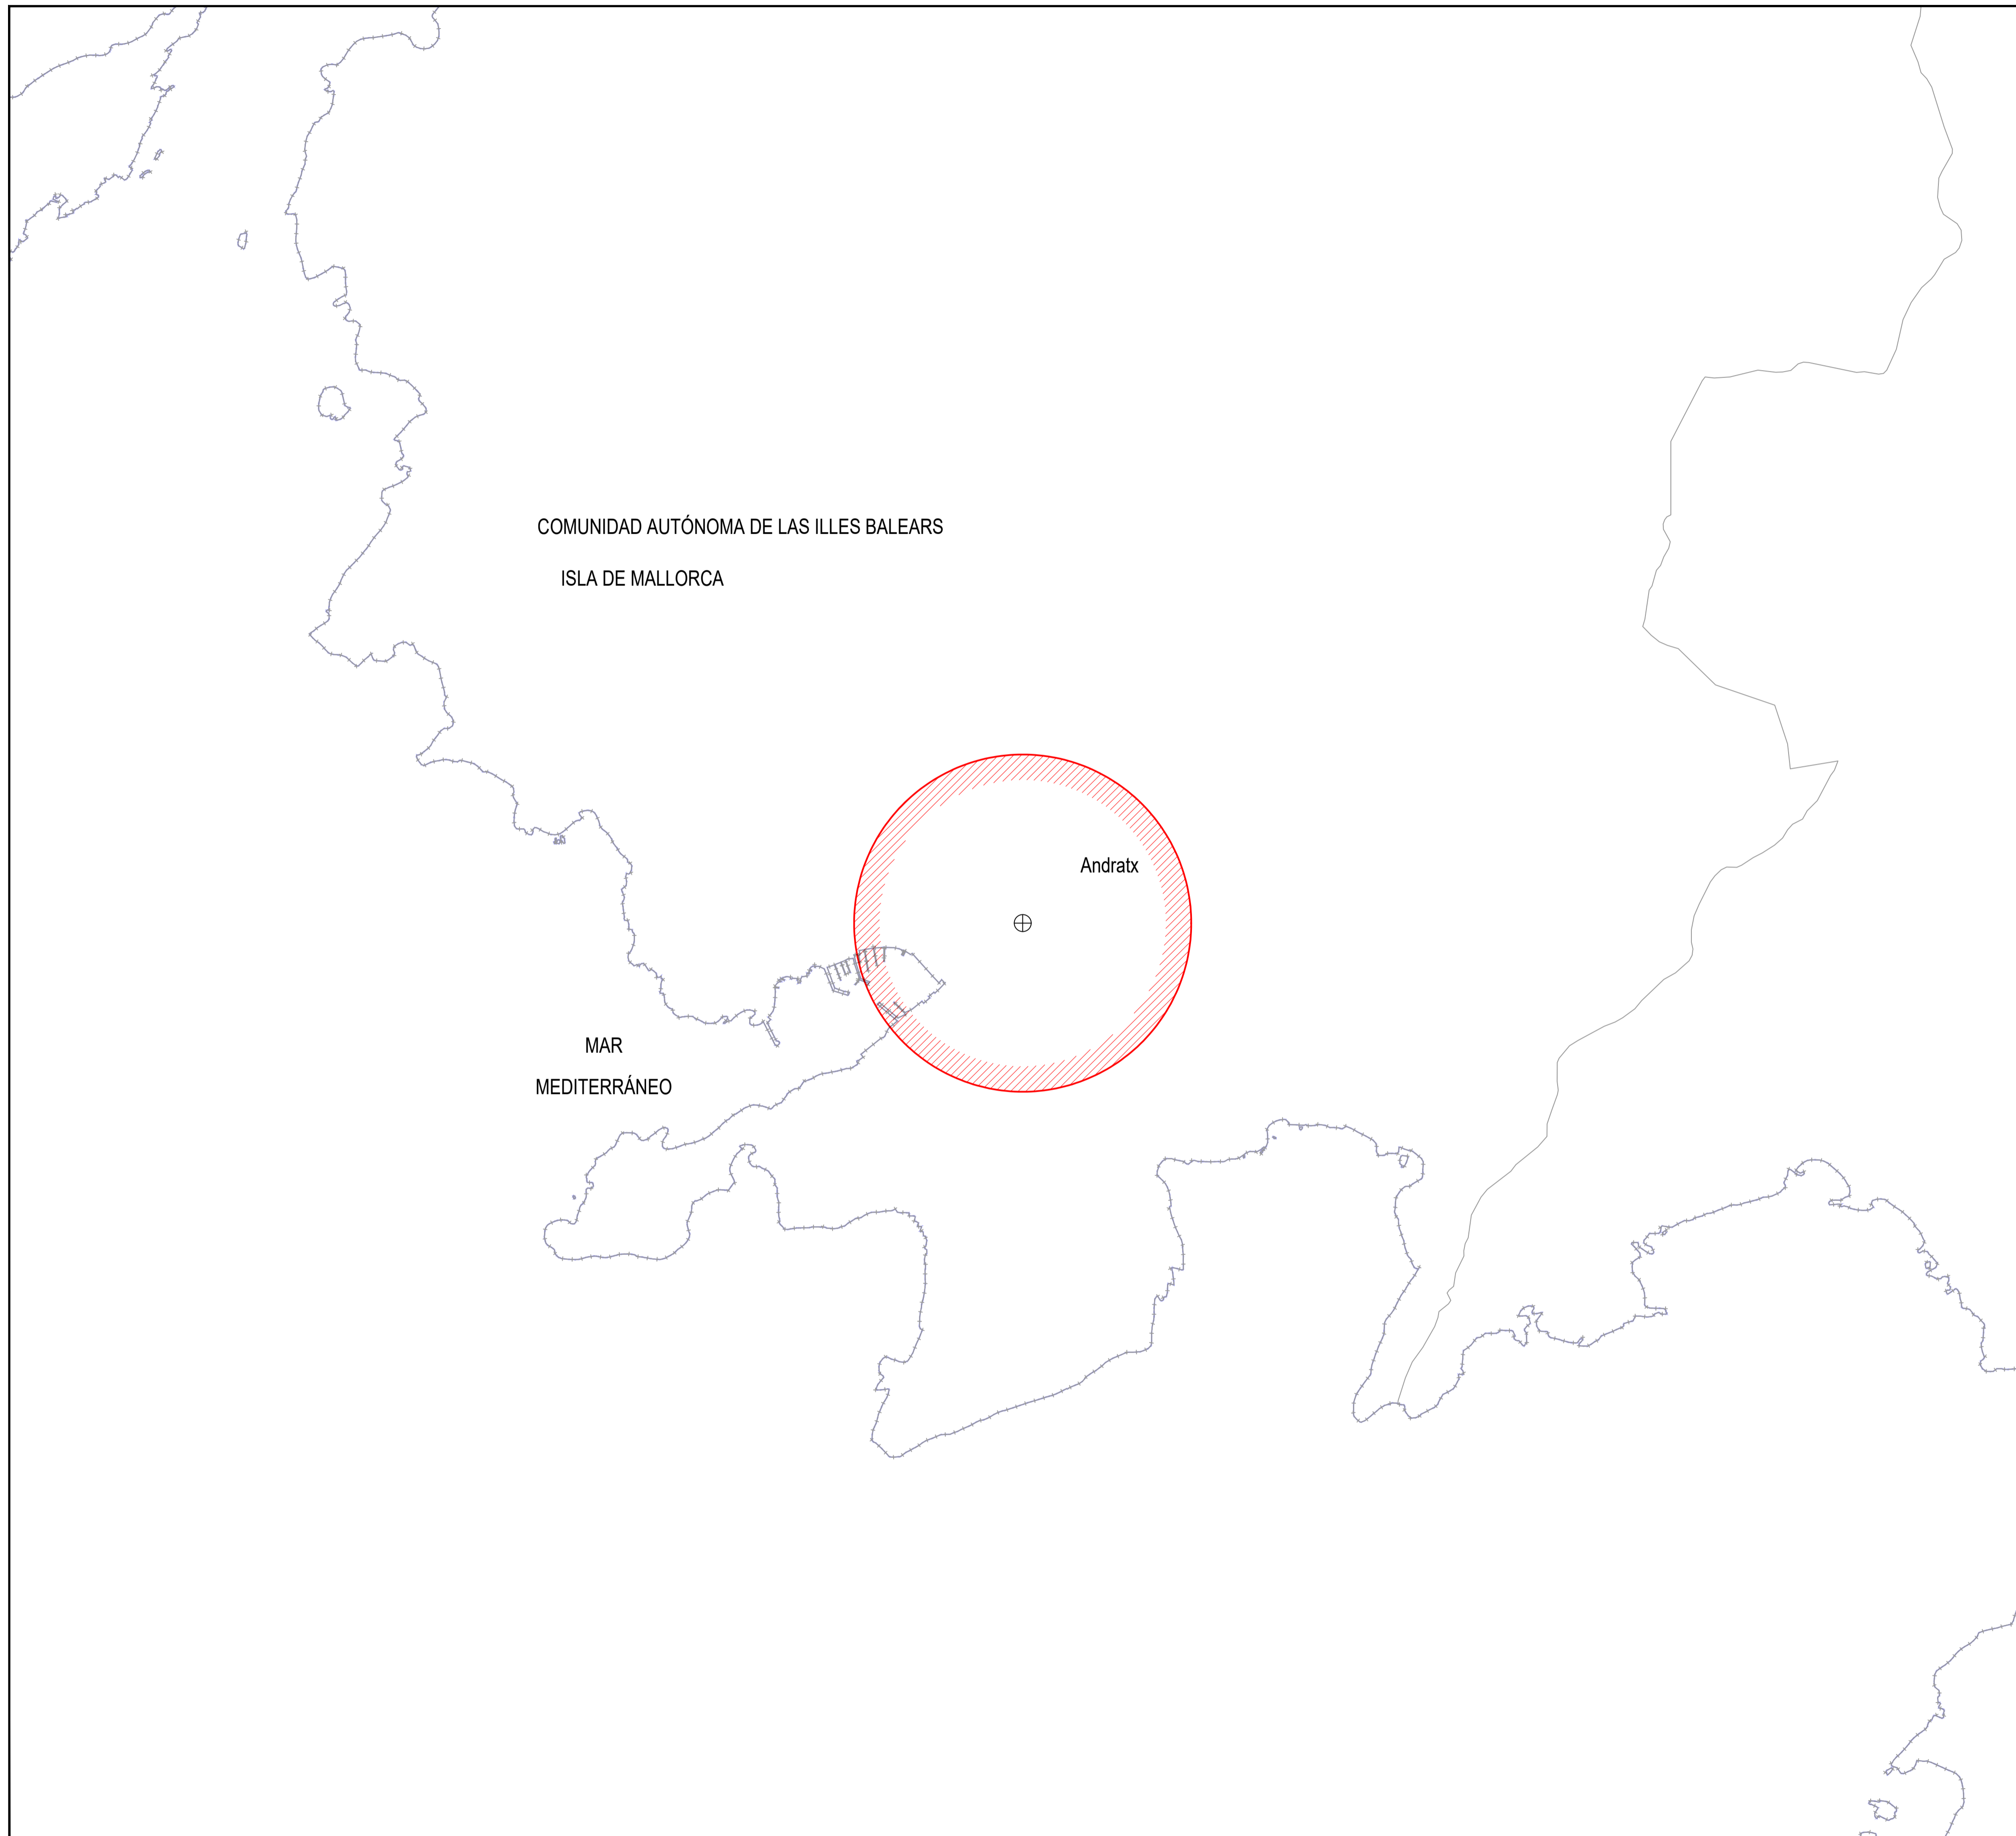 COMUNIDAD AUTÓNOMA DE LAS ILLES BALEARS
ISLA DE MALLORCA
Andratx
MAR
MEDITERRÁNEO